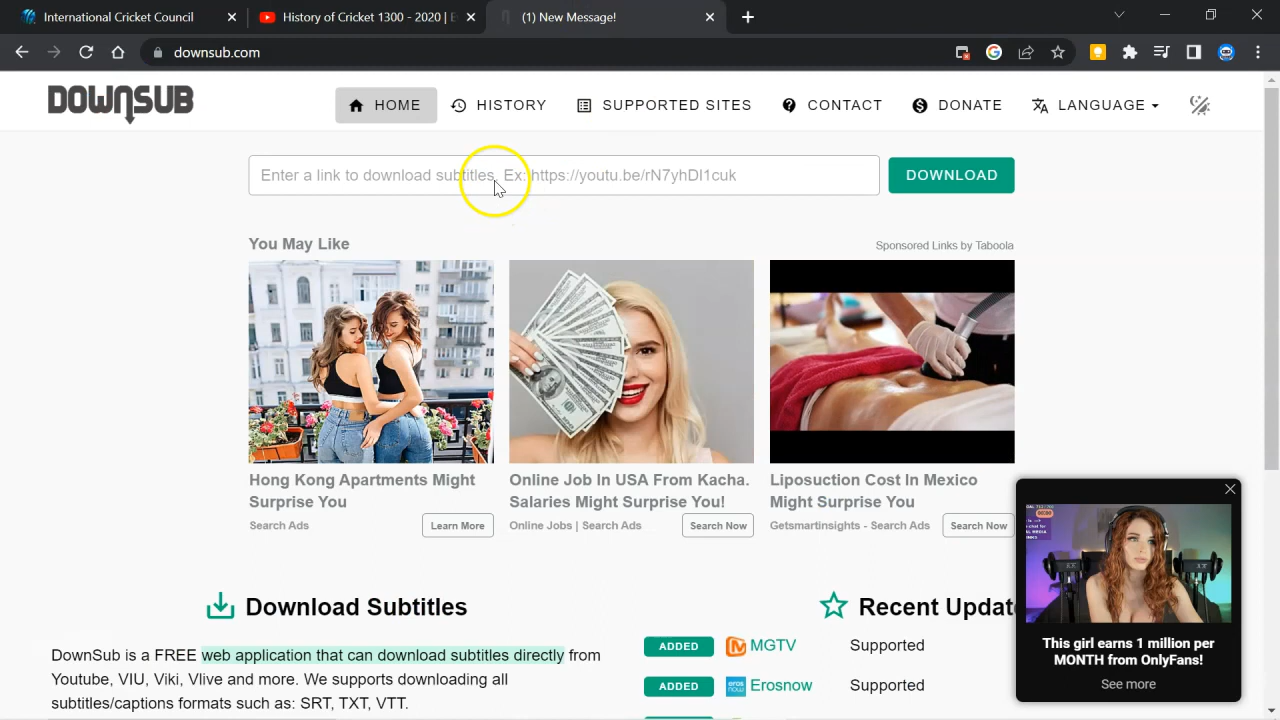 International Cricket Council
History of Cricket 1300 - 2020 | E
(1) New Message!
downsub.com
DOWNSUB
HOME
HISTORY
SUPPORTED SITES
CONTACT
DONATE
LANGUAGE
Enter a link to download subtitles. Ex: https://youtu.be/rN7yhDI1cuk
DOWNLOAD
You May Like
Sponsored Links by Taboola
Hong Kong Apartments Might
Surprise You
Search Ads
Learn More
Online Job In USA From Kacha.
Salaries Might Surprise You!
Online Jobs | Search Ads
Search Now
Liposuction Cost In Mexico
Might Surprise You
Getsmartinsights - Search Ads
Search Now
This girl earns 1 million per
MONTH from OnlyFans!
See more
Download Subtitles
DownSub is a FREE web application that can download subtitles directly from
Youtube, VIU, Viki, Vlive and more. We supports downloading all
subtitles/captions formats such as: SRT, TXT, VTT.
Recent Update
ADDED MGTV Supported
ADDED Erosnow Supported